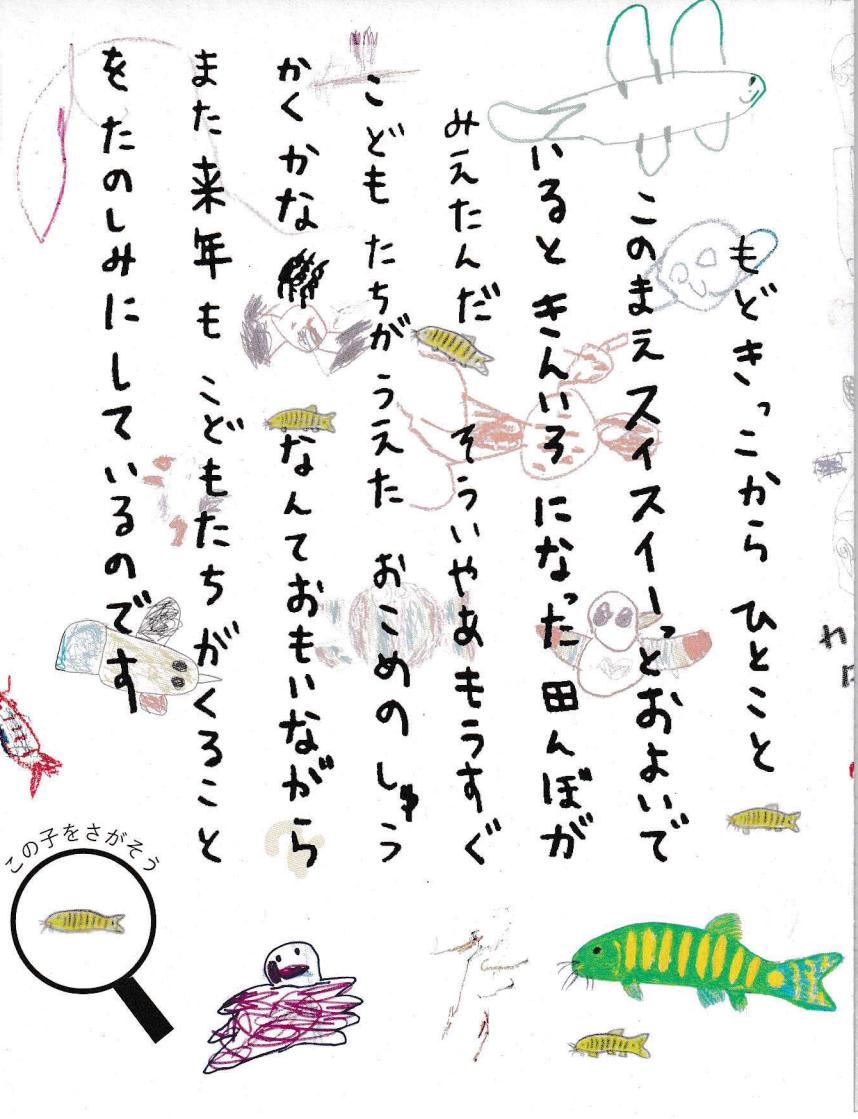 もどきっこから ひとこと
このまえスイスイーっとおよいで
いるときんいろになった田んぼが
みえたんだ そういやあもうすぐ
こどもたちがうえた おこめのしゅう
かくかな
なんておもいながら
また来年もこどもたちがくること
をたのしみにしているのです
この子をさがそう